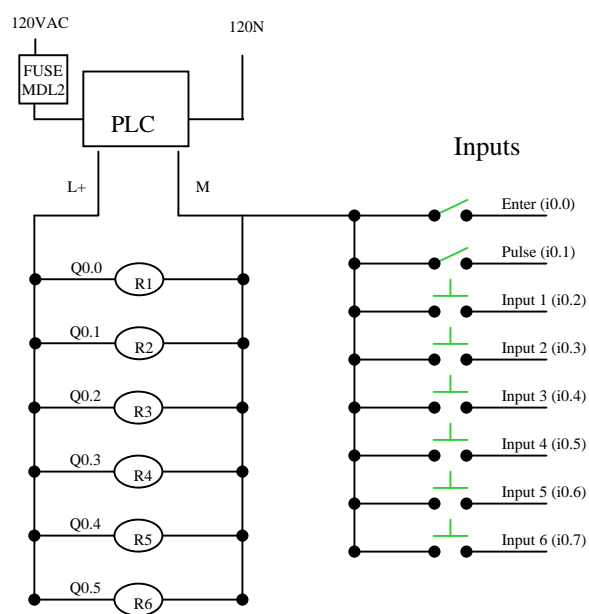 120VAC
120N
FUSE
MDL2
PLC
Inputs
L+
M
Enter (i0.0)
Pulse (i0.1)
Q0.0
R1
Input 1 (i0.2)
Q0.1
R2
Input 2 (i0.3)
Q0.2
R3
Input 3 (i0.4)
Q0.3
R4
Input 4 (i0.5)
Q0.4
R5
Input 5 (i0.6)
Input 6 (i0.7)
Q0.5
R6